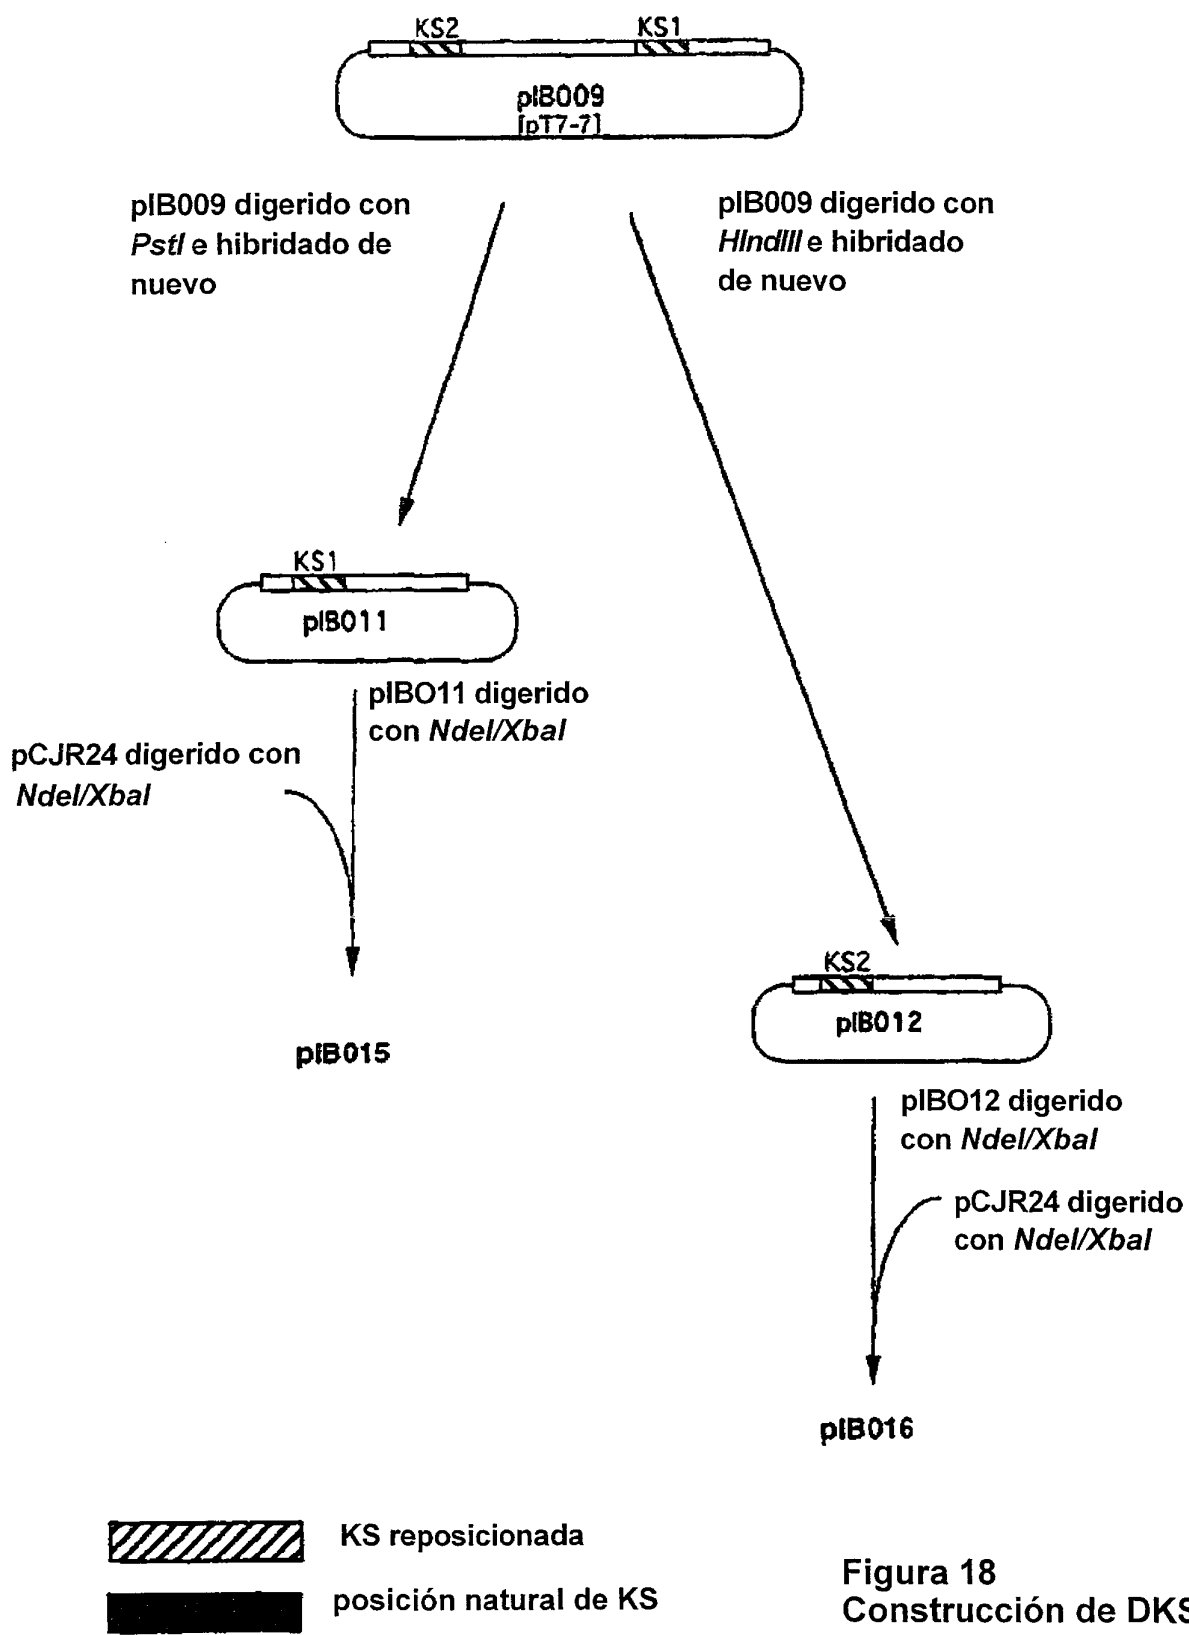 KS2
KS1
pIB009
[pT7-7]
pIB009 digerido con
PstI e hibridado de
nuevo
pIB009 digerido con
HIndIII e hibridado
de nuevo
KS1
pIB011
pIBO11 digerido
con NdeI/XbaI
pCJR24 digerido con
NdeI/XbaI
pIB015
KS2
pIB012
pIBO12 digerido
con NdeI/XbaI
pCJR24 digerido
con NdeI/XbaI
pIB016
KS reposicionada
posición natural de KS
Figura 18
Construcción de DKS